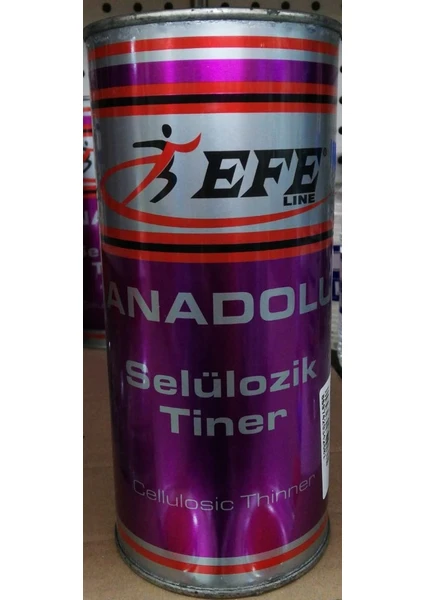 EFE
LINE
ANADOLU
Selülozik
Tiner
Cellulosic Thinner